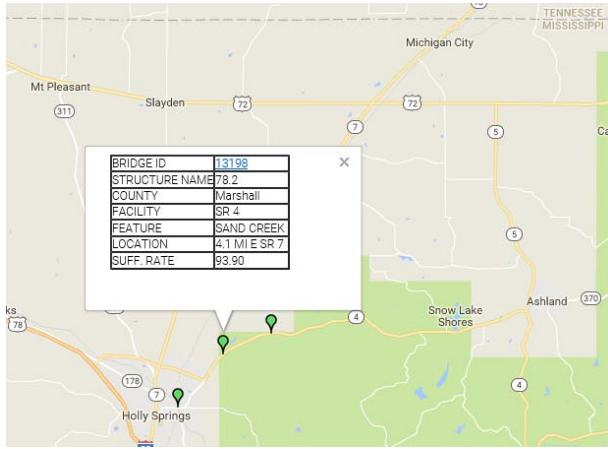 TENNESSEE
MISSISSIPPI
Michigan City
Mt Pleasant
311
Slayden
72
72
7
5
BRIDGE ID 13198
STRUCTURE NAME 78.2
COUNTY Marshall
FACILITY SR 4
FEATURE SAND CREEK
LOCATION 4.1 MI E SR 7
SUFF. RATE 93.90
×
5
Ashland
370
Snow Lake
Shores
4
ks
78
178
7
4
Holly Springs